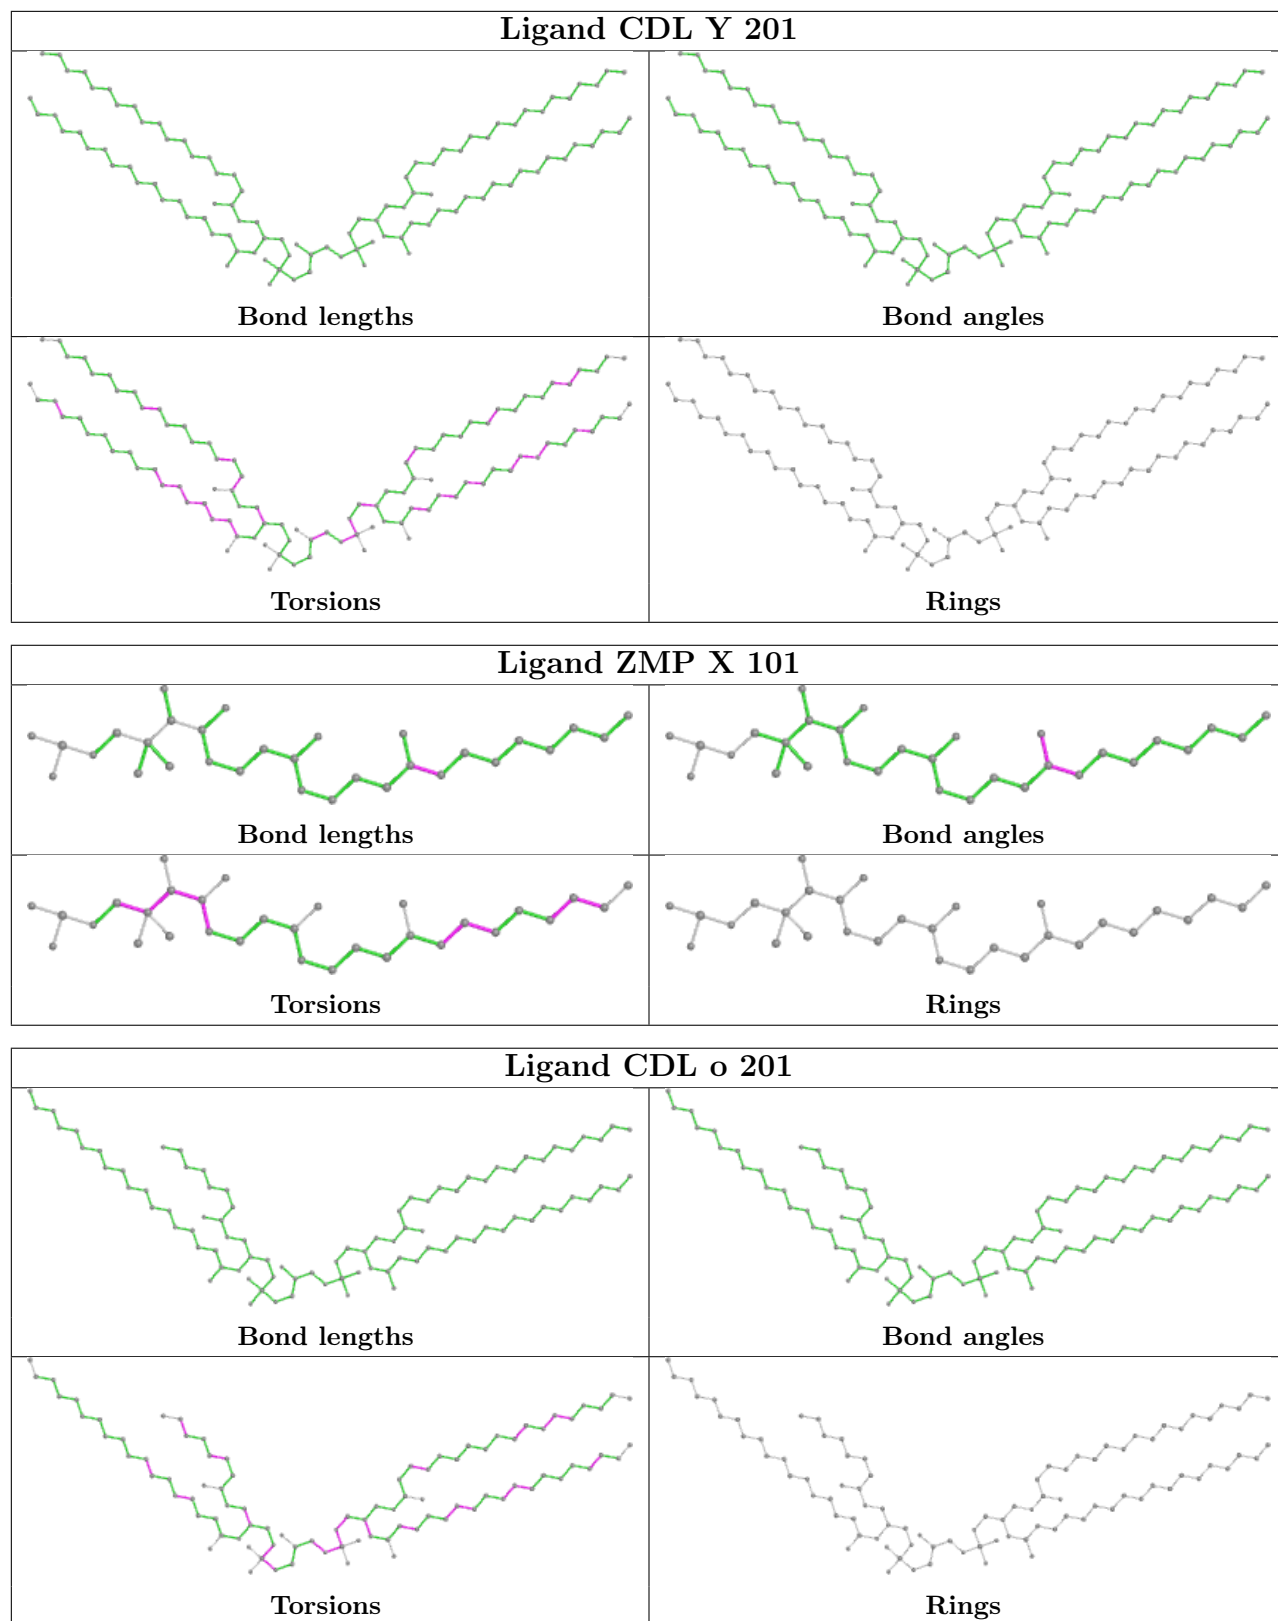 Ligand CDL Y 201
Bond lengths
Bond angles
Torsions
Rings
Ligand ZMP X 101
Bond lengths
Bond angles
Torsions
Rings
Ligand CDL o 201
Bond lengths
Bond angles
Torsions
Rings